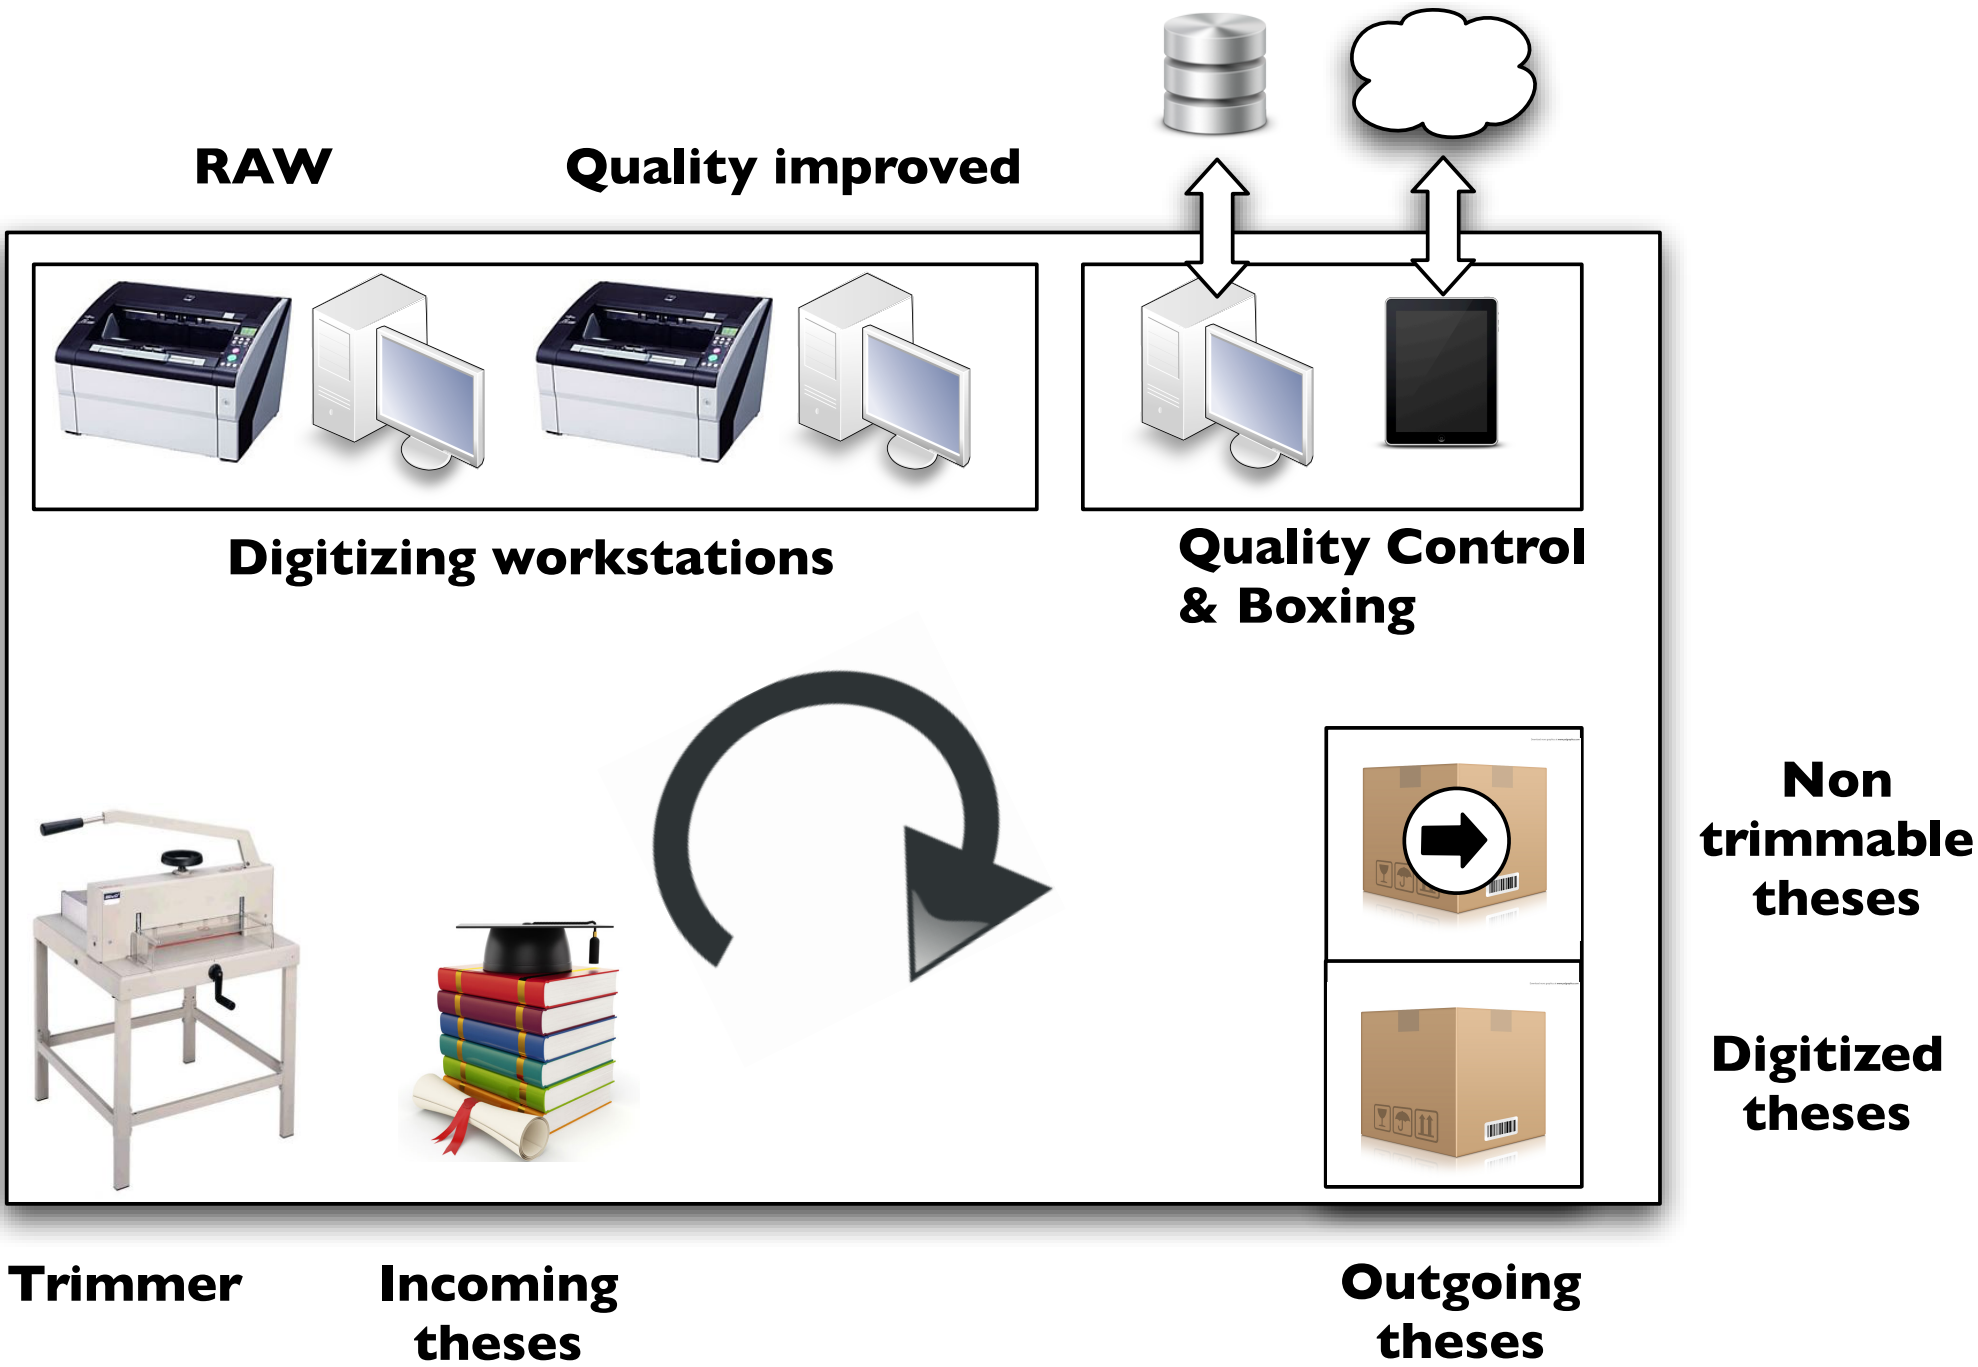 RAW
Quality improved
Digitizing workstations
Quality Control
& Boxing
Non
trimmable
theses
Digitized
theses
Trimmer
Incoming
theses
Outgoing
theses